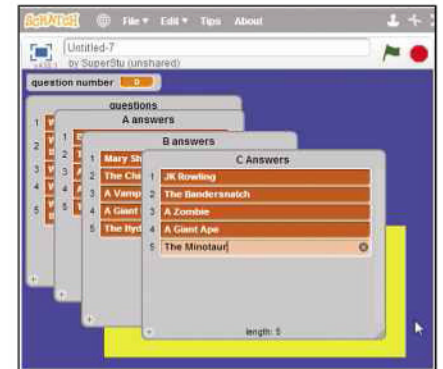 SCRATCH File Edit Tips About
Untitled-7
by SuperStu (unshared)
question number 0
questions
A answers
B answers
C Answers
1 Mary Sh
2 The Chi
3 A Vamp
4 A Giant
5 The Hyd
1 JK Rowling
2 The Bandersnatch
3 A Zombie
4 A Giant Ape
5 The Minotaur
length: 5